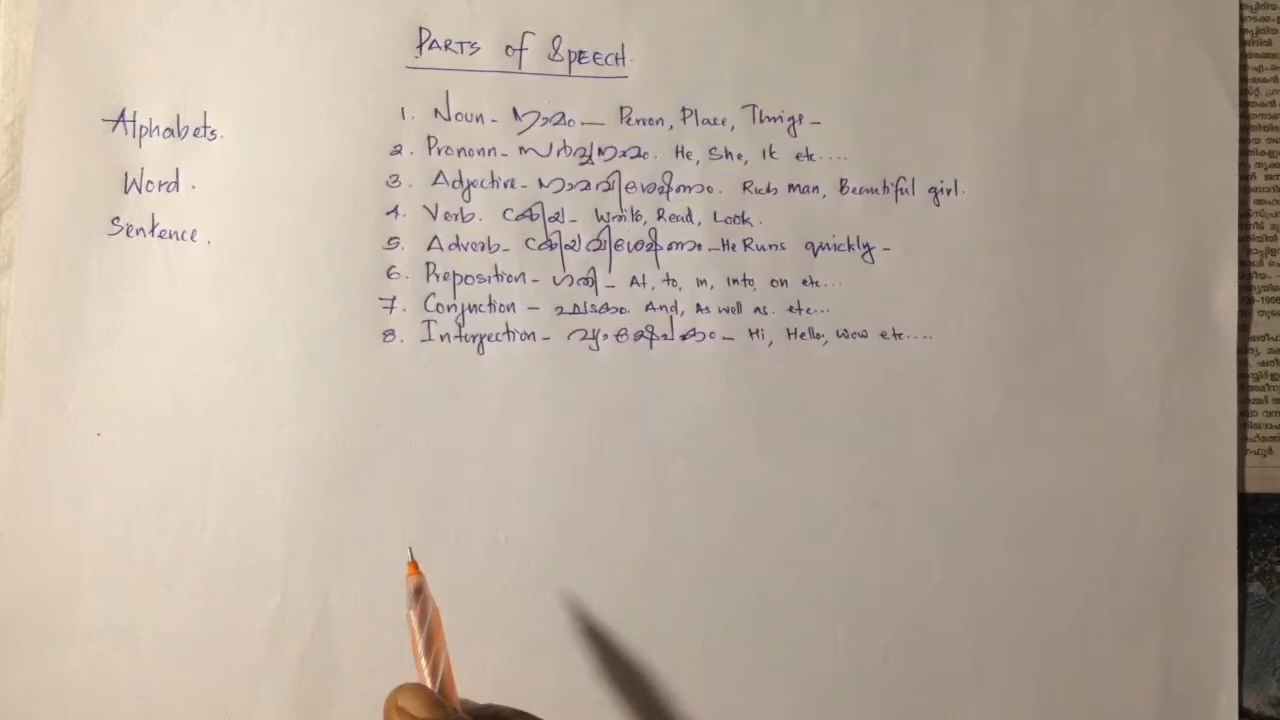 PARTS of SPEECH.
Alphabets.
Word.
Sentence.
1. Noun - നാമം - Person, Place, Things -
2. Pronoun - സർവ്വനാമം. He, She, It etc....
3. Adjective - നാമവിശേഷണം. Rich man, Beautiful girl.
4. Verb. ക്രിയ - Write, Read, Look.
5. Adverb - ക്രിയാവിശേഷണം - He Runs quickly -
6. Preposition - ഗതി - At, to, in, into, on etc...
7. Conjuction - ഘടകം. And, As well as. etc...
8. Interjection - വ്യാക്ഷേപകം - Hi, Hello, Wow etc....